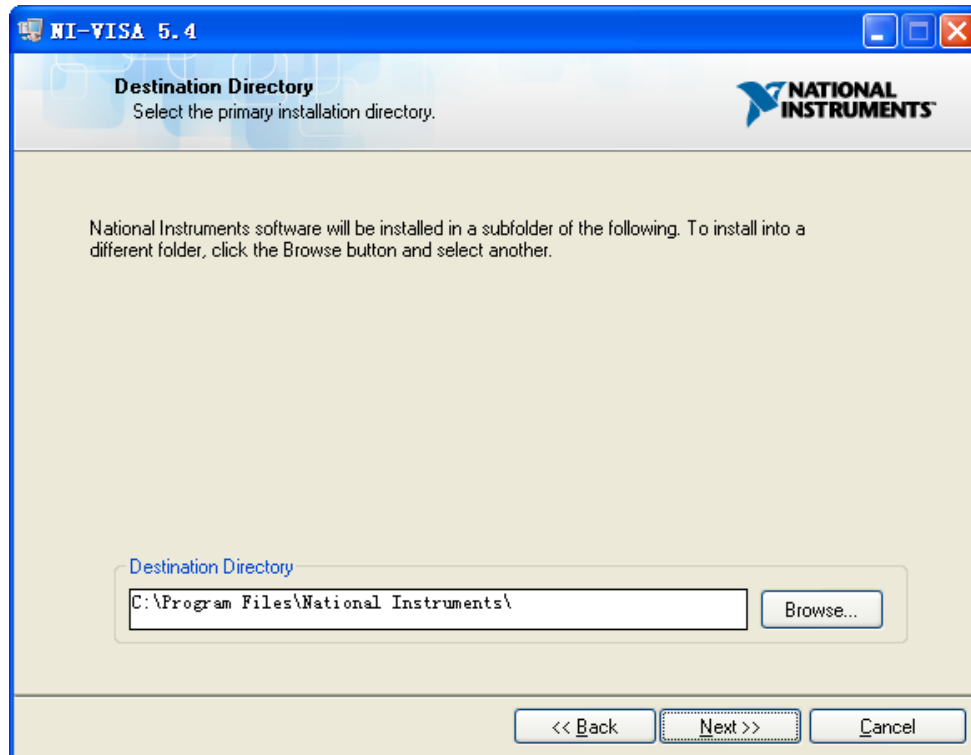 NI-VISA 5.4
Destination Directory
Select the primary installation directory.
NATIONAL
INSTRUMENTS™
National Instruments software will be installed in a subfolder of the following. To install into a
different folder, click the Browse button and select another.
Destination Directory
C:\Program Files\National Instruments\
Browse...
<< Back
Next >>
Cancel